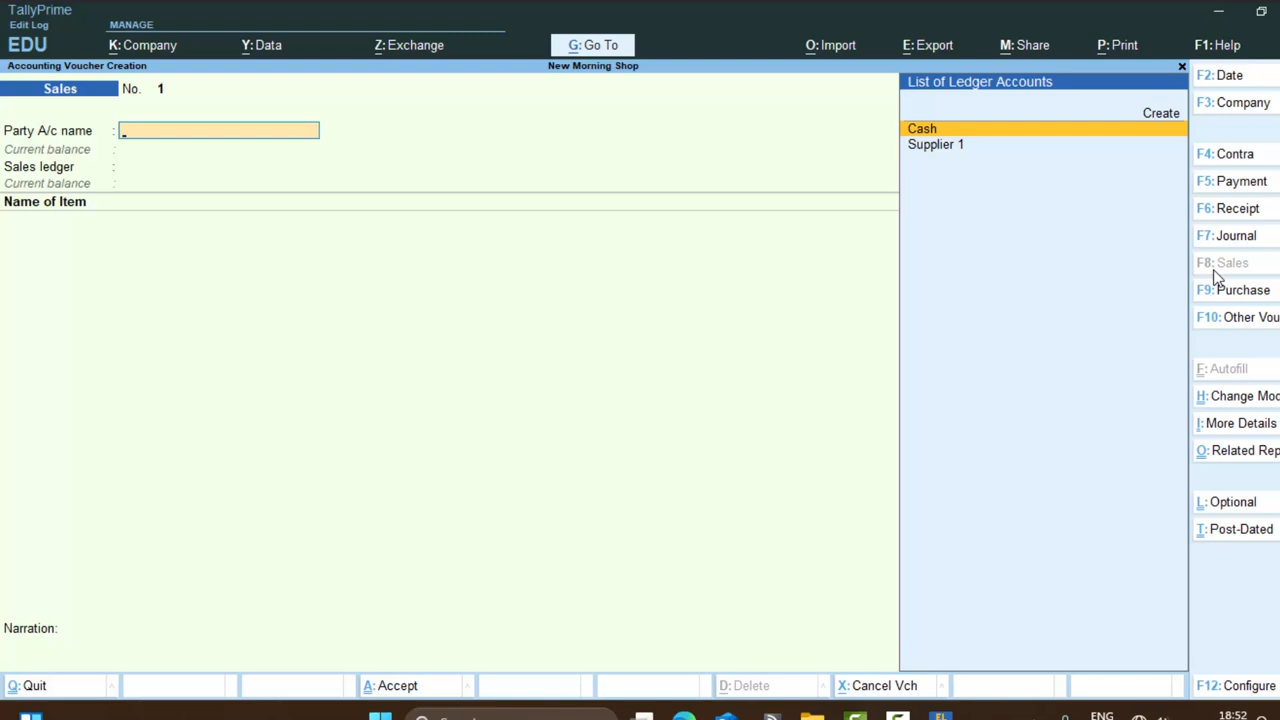 TallyPrime
Edit Log
EDU
MANAGE
K: Company
Y: Data
Z: Exchange
G: Go To
O: Import
E: Export
M: Share
P: Print
F1: Help
Accounting Voucher Creation
New Morning Shop
Sales No. 1
Party A/c name :
Current balance :
Sales ledger :
Current balance :
Name of Item
Narration:
List of Ledger Accounts
Create
Cash
Supplier 1
F2: Date
F3: Company
F4: Contra
F5: Payment
F6: Receipt
F7: Journal
F8: Sales
F9: Purchase
F10: Other Vou
F: Autofill
H: Change Mod
I: More Details
O: Related Rep
L: Optional
T: Post-Dated
F12: Configure
Q: Quit
A: Accept
D: Delete
X: Cancel Vch
ENG
18:52